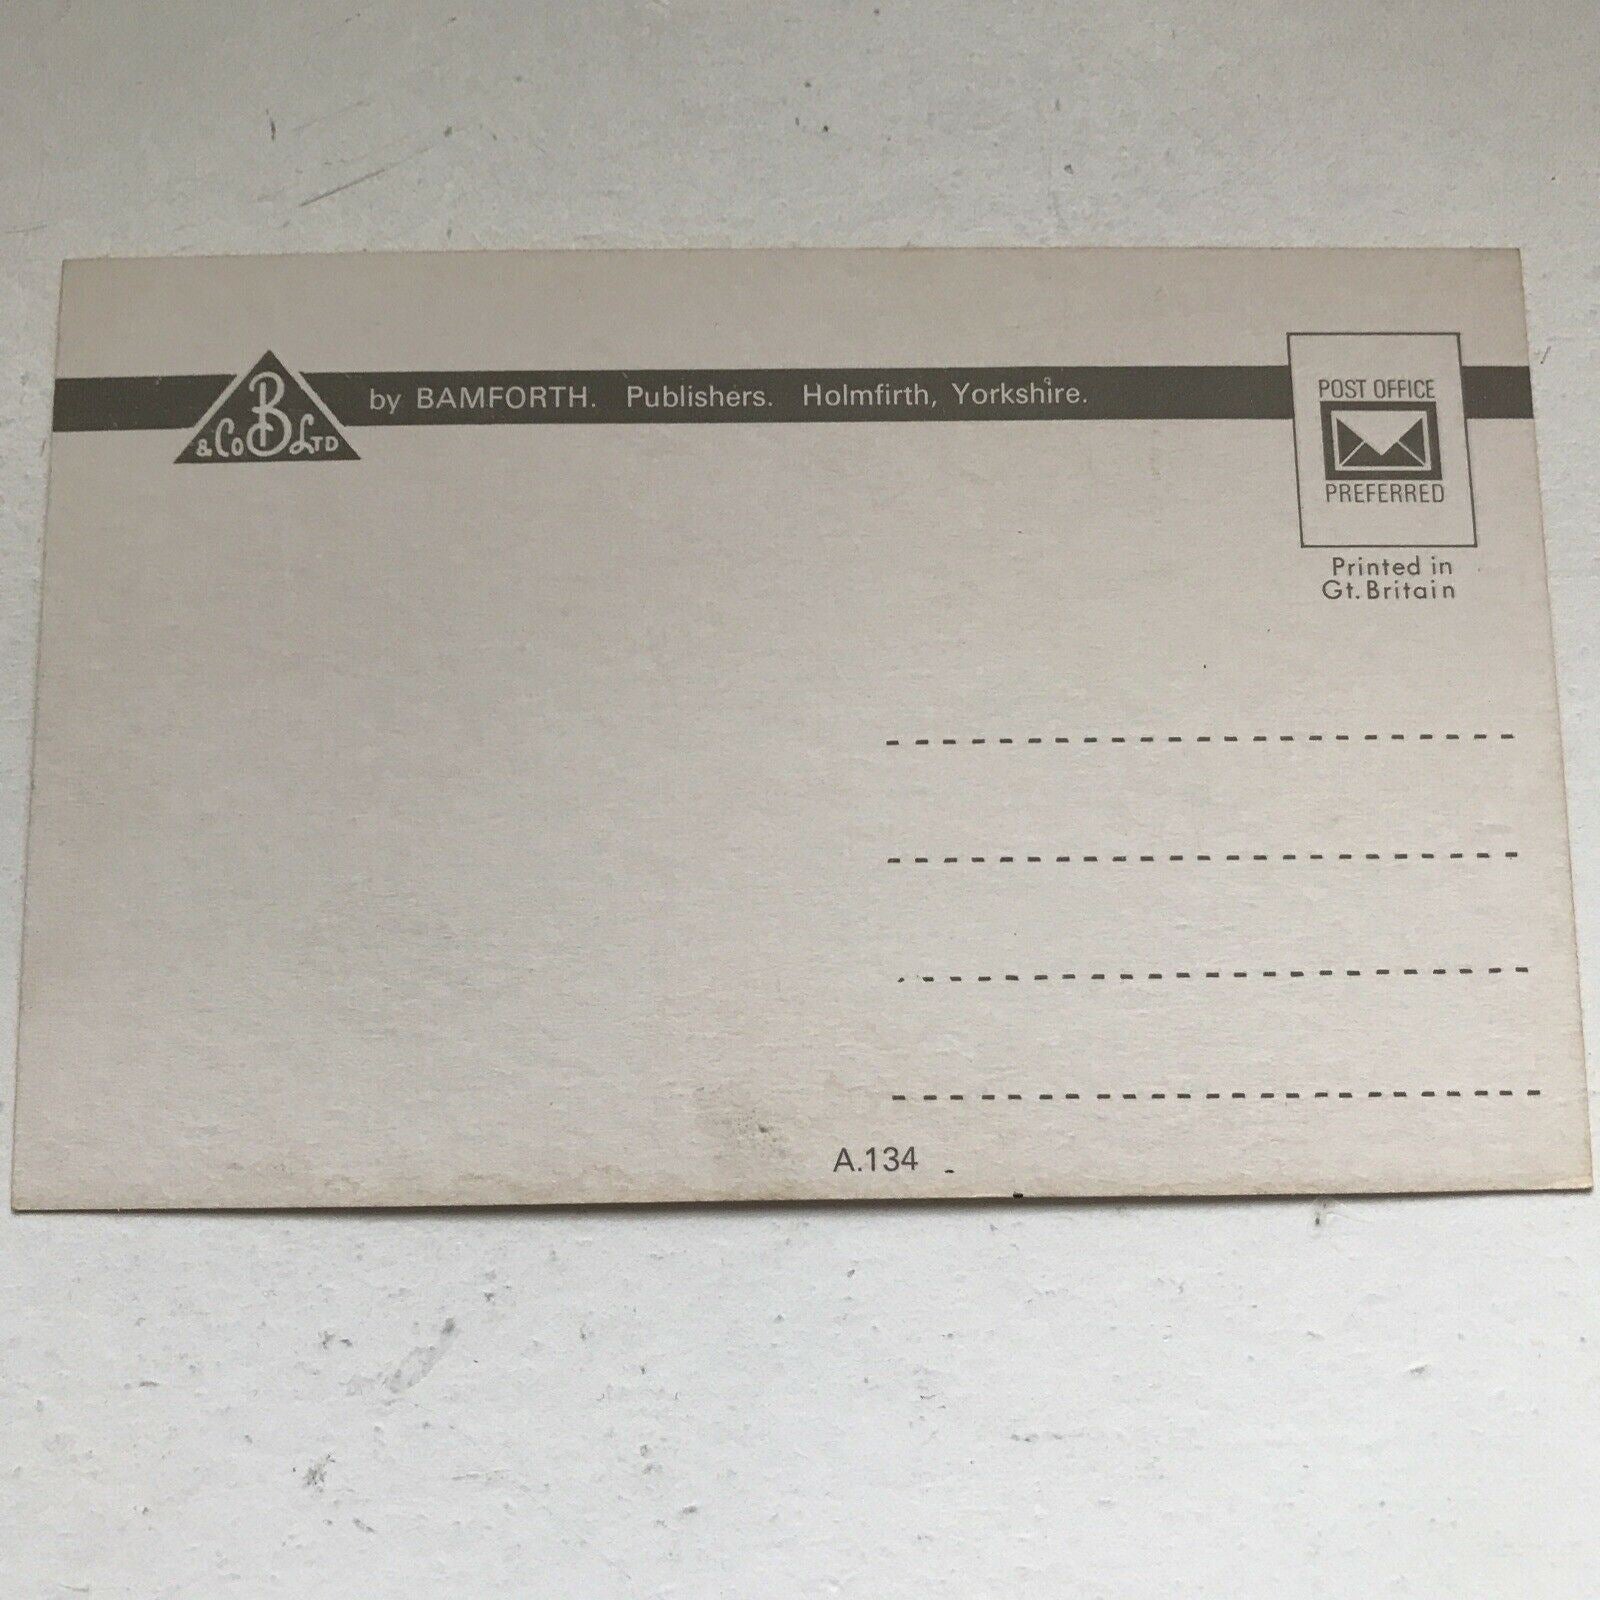 B & Co LTD
by BAMFORTH. Publishers. Holmfirth, Yorkshire.
POST OFFICE
PREFERRED
Printed in
Gt. Britain
A.134